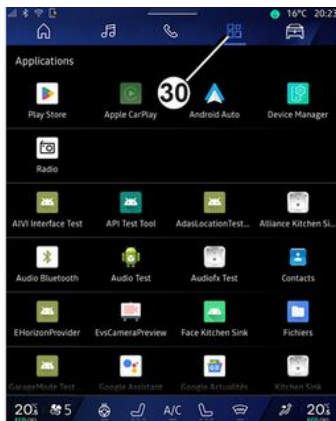 16°C 20:23
Applications
30
Play Store Apple CarPlay Android Auto Device Manager
Radio
AIVI Interface Test API Test Tool AdasLocationTest... Alliance Kitchen Si...
Audio Bluetooth Audio Test Audiofx Test Contacts
EHorizonProvider EvsCameraPreview Face Kitchen Sink Fichiers
GarageMode Test Google Assistant Google Actualités Kitchen Sink
20 5 A/C 20